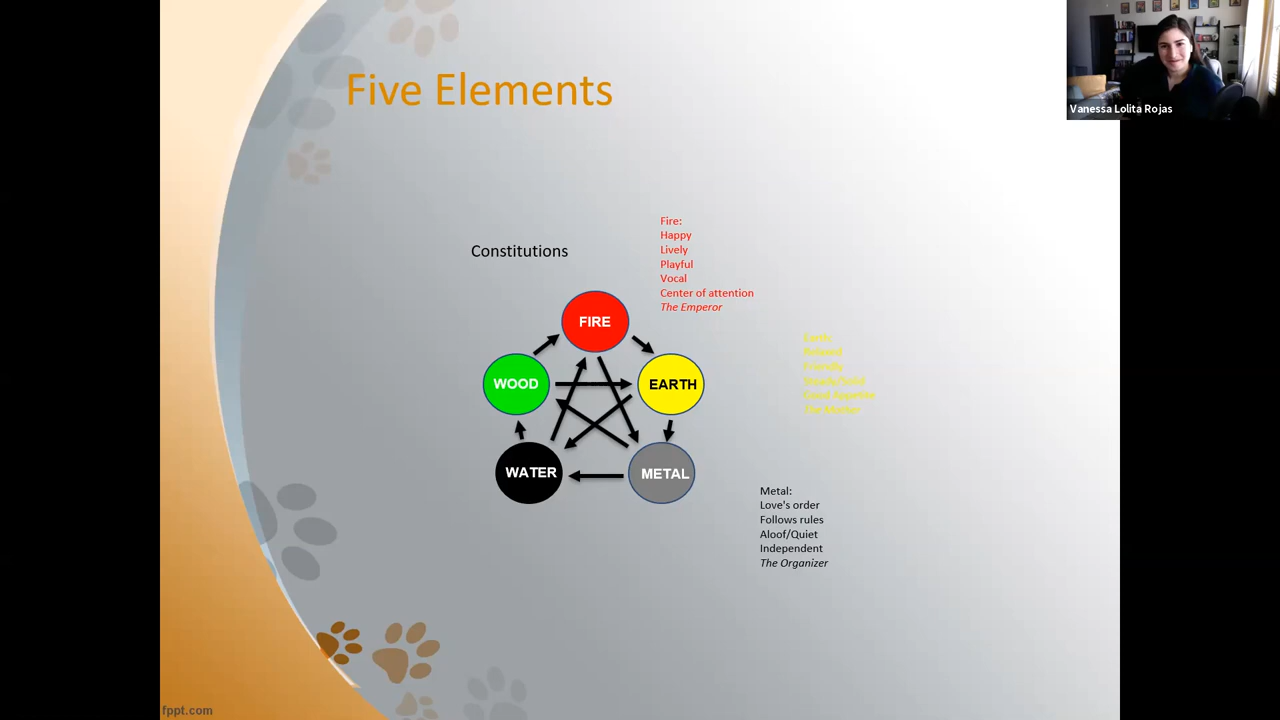 Five Elements
Vanessa Lolita Rojas
Constitutions
Fire:
Happy
Lively
Playful
Vocal
Center of attention
The Emperor
FIRE
WOOD
EARTH
WATER
METAL
Earth:
Relaxed
Friendly
Steady/Solid
Good Appetite
The Mother
Metal:
Love's order
Follows rules
Aloof/Quiet
Independent
The Organizer
fppt.com